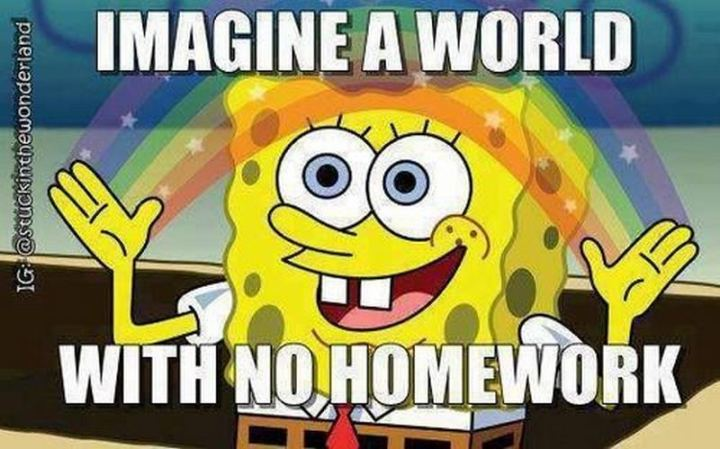 IMAGINE A WORLD
WITH NO HOMEWORK
IG: @stuckinthewonderland